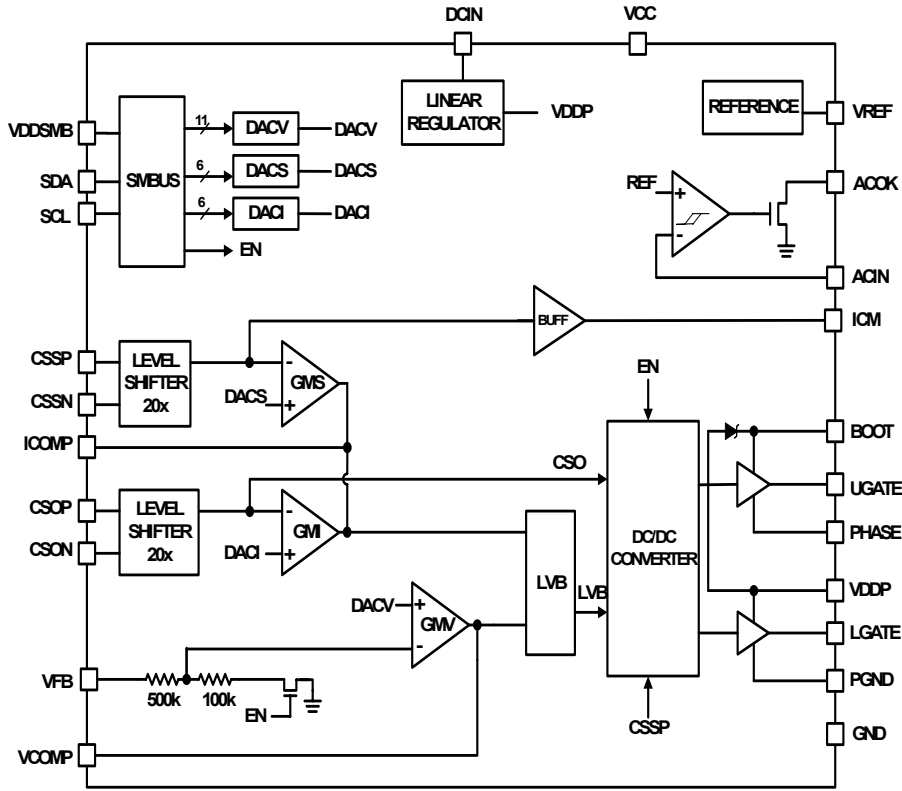 DCIN
VCC
VDDSMB
SDA
SCL
SMBUS
11
DACV
DACV
6
DACS
DACS
6
DACI
DACI
EN
LINEAR
REGULATOR
VDDP
REFERENCE
VREF
REF
+
-
ACOK
ACIN
BUFF
ICM
CSSP
CSSN
LEVEL
SHIFTER
20x
-
GMS
DACS
+
ICOMP
CSOP
CSON
LEVEL
SHIFTER
20x
-
GMI
DACI
+
CSO
EN
DC/DC
CONVERTER
CSSP
LVB
LVB
DACV
+
GMV
-
VFB
500k
100k
EN
VCOMP
BOOT
UGATE
PHASE
VDDP
LGATE
PGND
GND